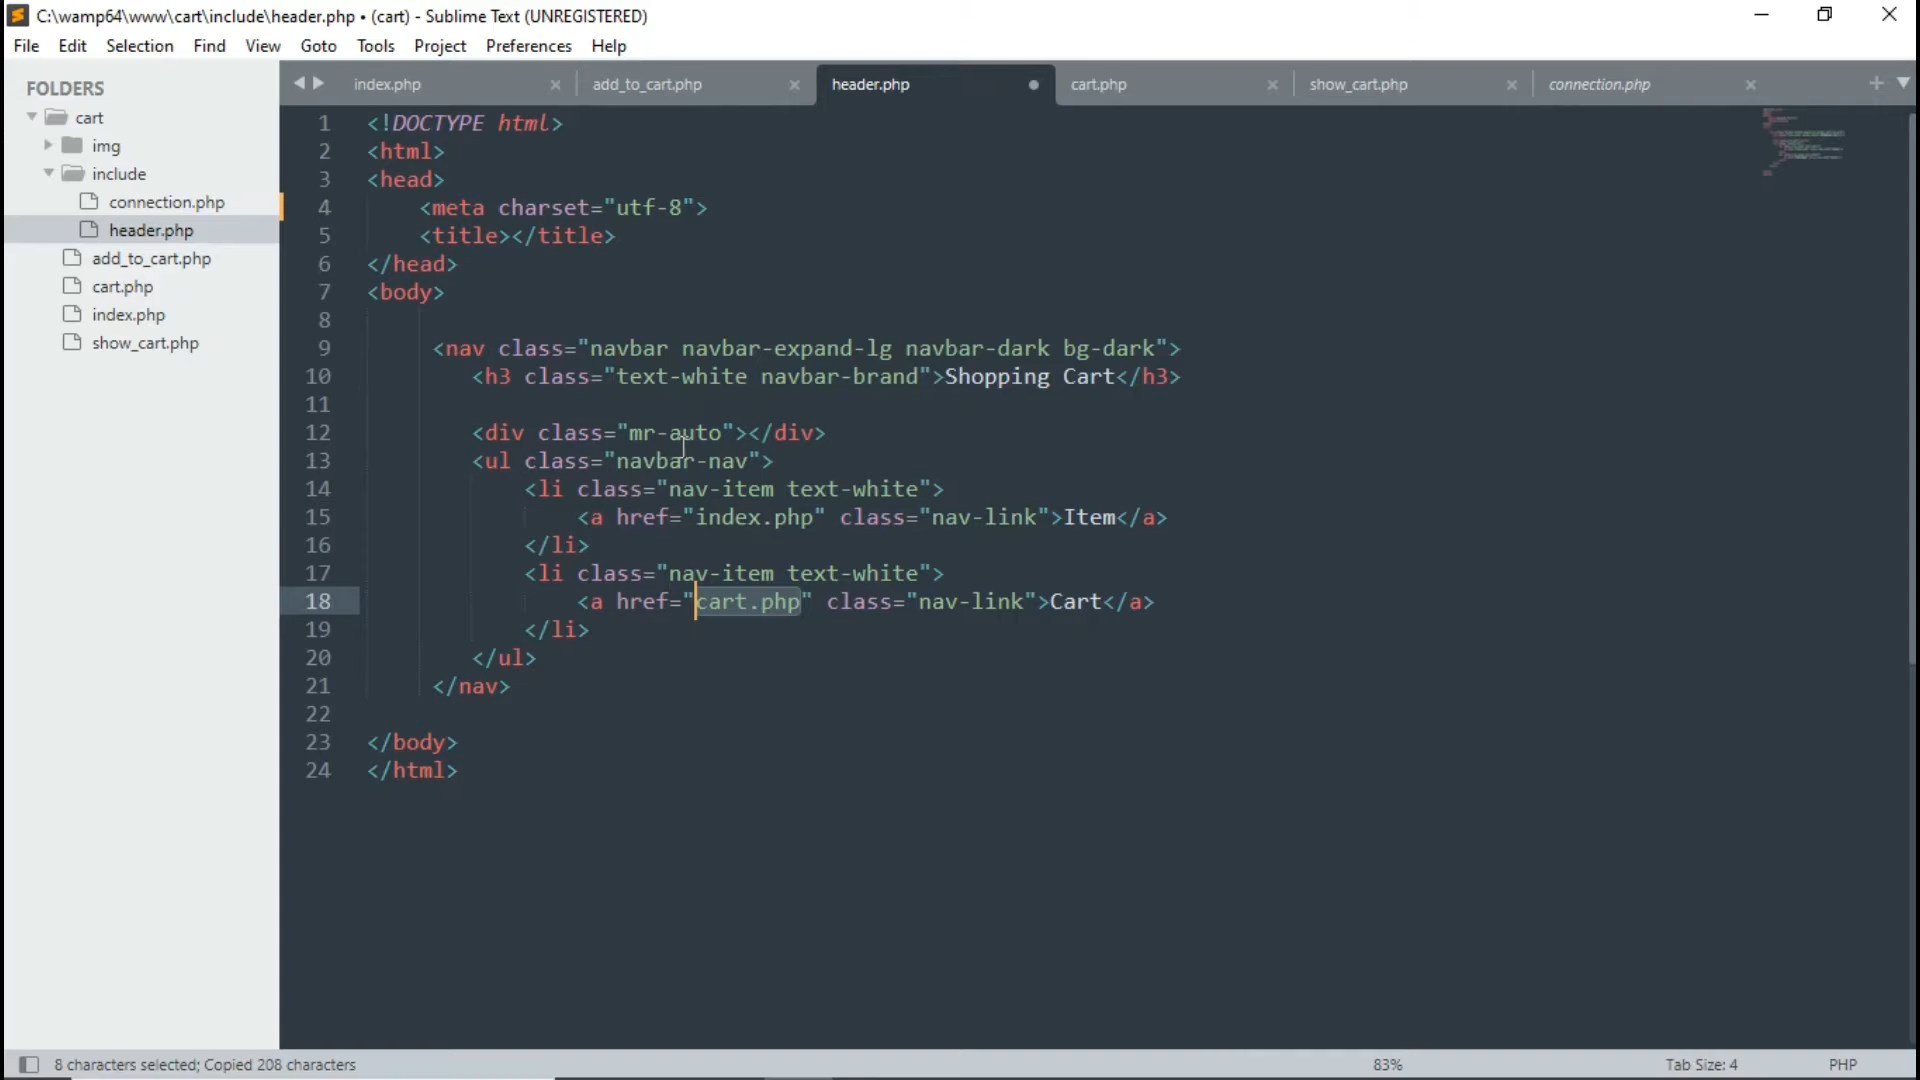 C:\wamp64\www\cart\include\header.php • (cart) - Sublime Text (UNREGISTERED)
File Edit Selection Find View Goto Tools Project Preferences Help
FOLDERS
cart
img
include
connection.php
header.php
add_to_cart.php
cart.php
index.php
show_cart.php
index.php add_to_cart.php header.php cart.php show_cart.php connection.php
1 <!DOCTYPE html>
2 <html>
3 <head>
4 <meta charset="utf-8">
5 <title></title>
6 </head>
7 <body>
8
9 <nav class="navbar navbar-expand-lg navbar-dark bg-dark">
10 <h3 class="text-white navbar-brand">Shopping Cart</h3>
11
12 <div class="mr-auto"></div>
13 <ul class="navbar-nav">
14 <li class="nav-item text-white">
15 <a href="index.php" class="nav-link">Item</a>
16 </li>
17 <li class="nav-item text-white">
18 <a href="cart.php" class="nav-link">Cart</a>
19 </li>
20 </ul>
21 </nav>
22
23 </body>
24 </html>
8 characters selected; Copied 208 characters 83% Tab Size: 4 PHP